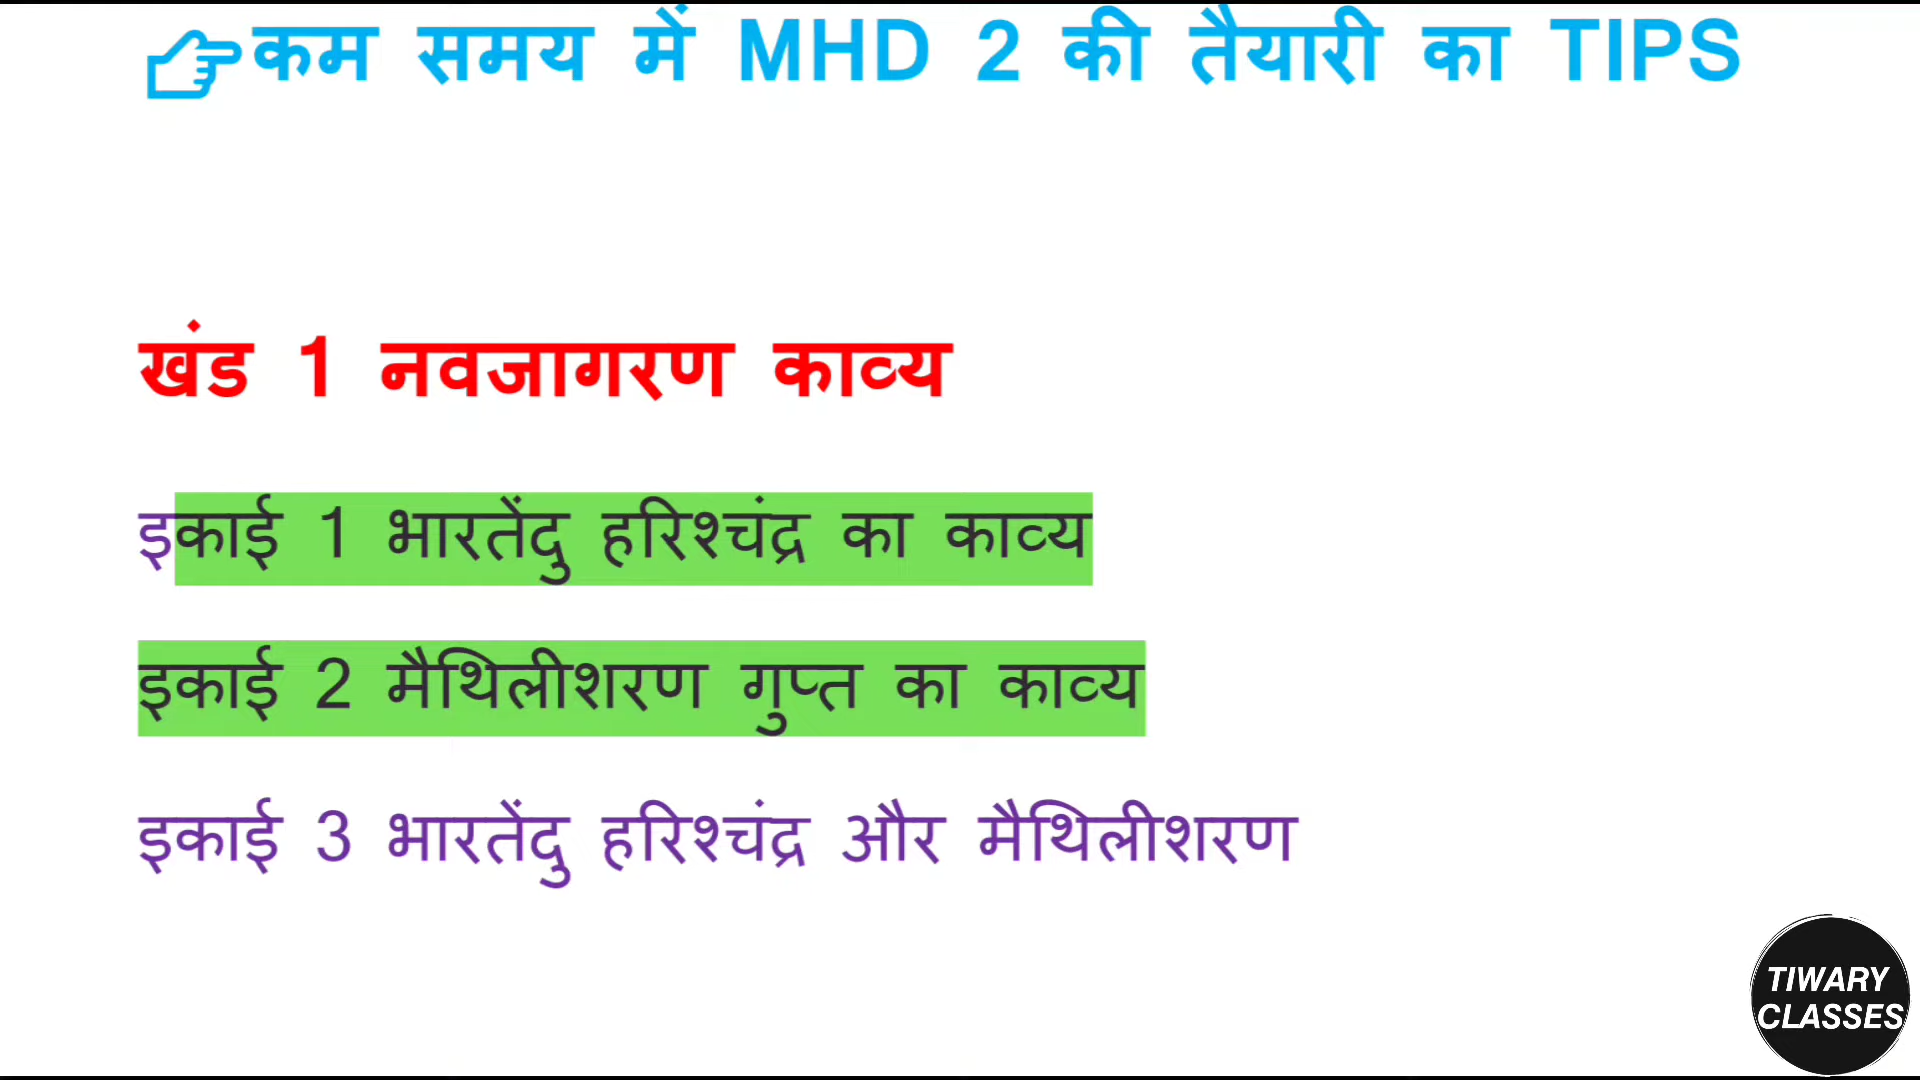 कम समय में MHD 2 की तैयारी का TIPS
खंड 1 नवजागरण काव्य
इकाई 1 भारतेंदु हरिश्चंद्र का काव्य
इकाई 2 मैथिलीशरण गुप्त का काव्य
इकाई 3 भारतेंदु हरिश्चंद्र और मैथिलीशरण
TIWARY
CLASSES